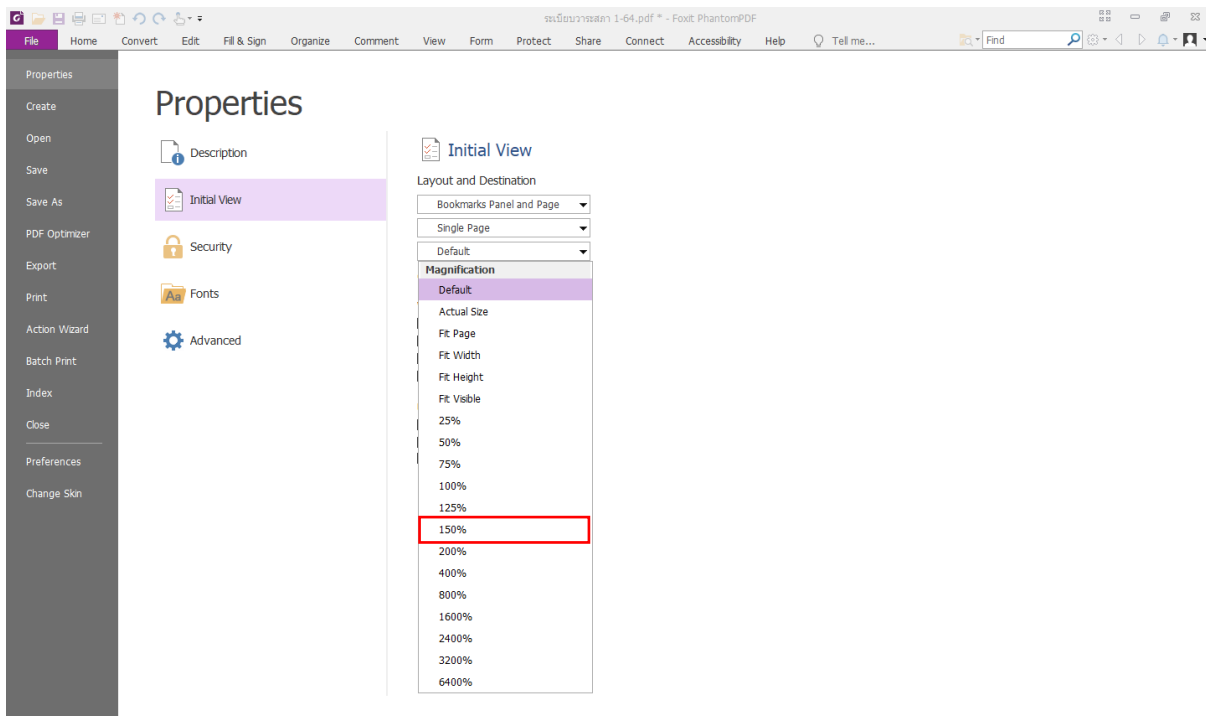 ระเบียบวาระสภา 1-64.pdf * - Foxit PhantomPDF
File Home Convert Edit Fill & Sign Organize Comment View Form Protect Share Connect Accessibility Help Tell me... Find
Properties
Create
Open
Save
Save As
PDF Optimizer
Export
Print
Action Wizard
Batch Print
Index
Close
Preferences
Change Skin
Properties
Description
Initial View
Security
Fonts
Advanced
Initial View
Layout and Destination
Bookmarks Panel and Page
Single Page
Default
Magnification
Default
Actual Size
Fit Page
Fit Width
Fit Height
Fit Visible
25%
50%
75%
100%
125%
150%
200%
400%
800%
1600%
2400%
3200%
6400%